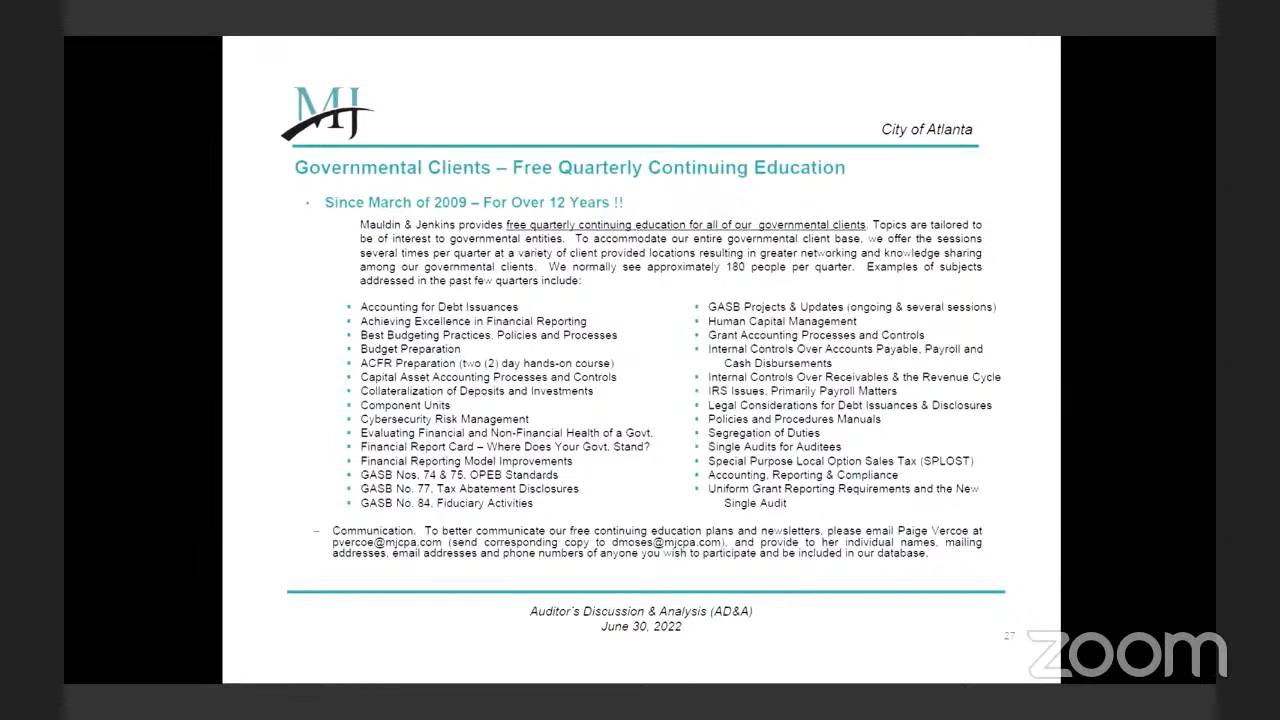 MJ
City of Atlanta
Governmental Clients – Free Quarterly Continuing Education
Since March of 2009 – For Over 12 Years !!
Mauldin & Jenkins provides free quarterly continuing education for all of our governmental clients. Topics are tailored to
be of interest to governmental entities. To accommodate our entire governmental client base, we offer the sessions
several times per quarter at a variety of client provided locations resulting in greater networking and knowledge sharing
among our governmental clients. We normally see approximately 180 people per quarter. Examples of subjects
addressed in the past few quarters include:
Accounting for Debt Issuances
Achieving Excellence in Financial Reporting
Best Budgeting Practices, Policies and Processes
Budget Preparation
ACFR Preparation (two (2) day hands-on course)
Capital Asset Accounting Processes and Controls
Collateralization of Deposits and Investments
Component Units
Cybersecurity Risk Management
Evaluating Financial and Non-Financial Health of a Govt.
Financial Report Card – Where Does Your Govt. Stand?
Financial Reporting Model Improvements
GASB Nos. 74 & 75, OPEB Standards
GASB No. 77, Tax Abatement Disclosures
GASB No. 84, Fiduciary Activities
GASB Projects & Updates (ongoing & several sessions)
Human Capital Management
Grant Accounting Processes and Controls
Internal Controls Over Accounts Payable, Payroll and
Cash Disbursements
Internal Controls Over Receivables & the Revenue Cycle
IRS Issues, Primarily Payroll Matters
Legal Considerations for Debt Issuances & Disclosures
Policies and Procedures Manuals
Segregation of Duties
Single Audits for Auditees
Special Purpose Local Option Sales Tax (SPLOST)
Accounting, Reporting & Compliance
Uniform Grant Reporting Requirements and the New
Single Audit
– Communication. To better communicate our free continuing education plans and newsletters, please email Paige Vercoe at
pvercoe@mjcpa.com (send corresponding copy to dmoses@mjcpa.com), and provide to her individual names, mailing
addresses, email addresses and phone numbers of anyone you wish to participate and be included in our database.
Auditor's Discussion & Analysis (AD&A)
June 30, 2022
27
zoom